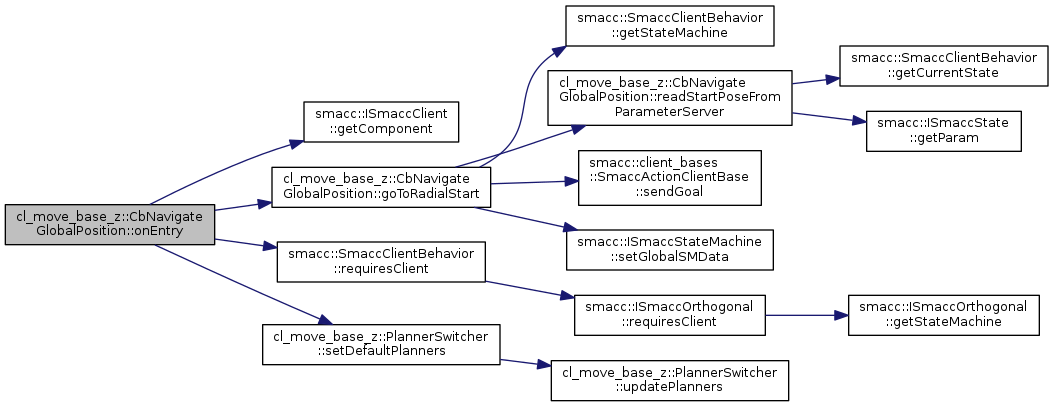 smacc::SmaccClientBehavior
::getStateMachine
smacc::SmaccClientBehavior
::getCurrentState
cl_move_base_z::CbNavigate
GlobalPosition::readStartPoseFrom
ParameterServer
smacc::ISmaccClient
::getComponent
smacc::ISmaccState
::getParam
cl_move_base_z::CbNavigate
GlobalPosition::goToRadialStart
smacc::client_bases
::SmaccActionClientBase
::sendGoal
cl_move_base_z::CbNavigate
GlobalPosition::onEntry
smacc::ISmaccStateMachine
::setGlobalSMData
smacc::SmaccClientBehavior
::requiresClient
smacc::ISmaccOrthogonal
::requiresClient
smacc::ISmaccOrthogonal
::getStateMachine
cl_move_base_z::PlannerSwitcher
::setDefaultPlanners
cl_move_base_z::PlannerSwitcher
::updatePlanners